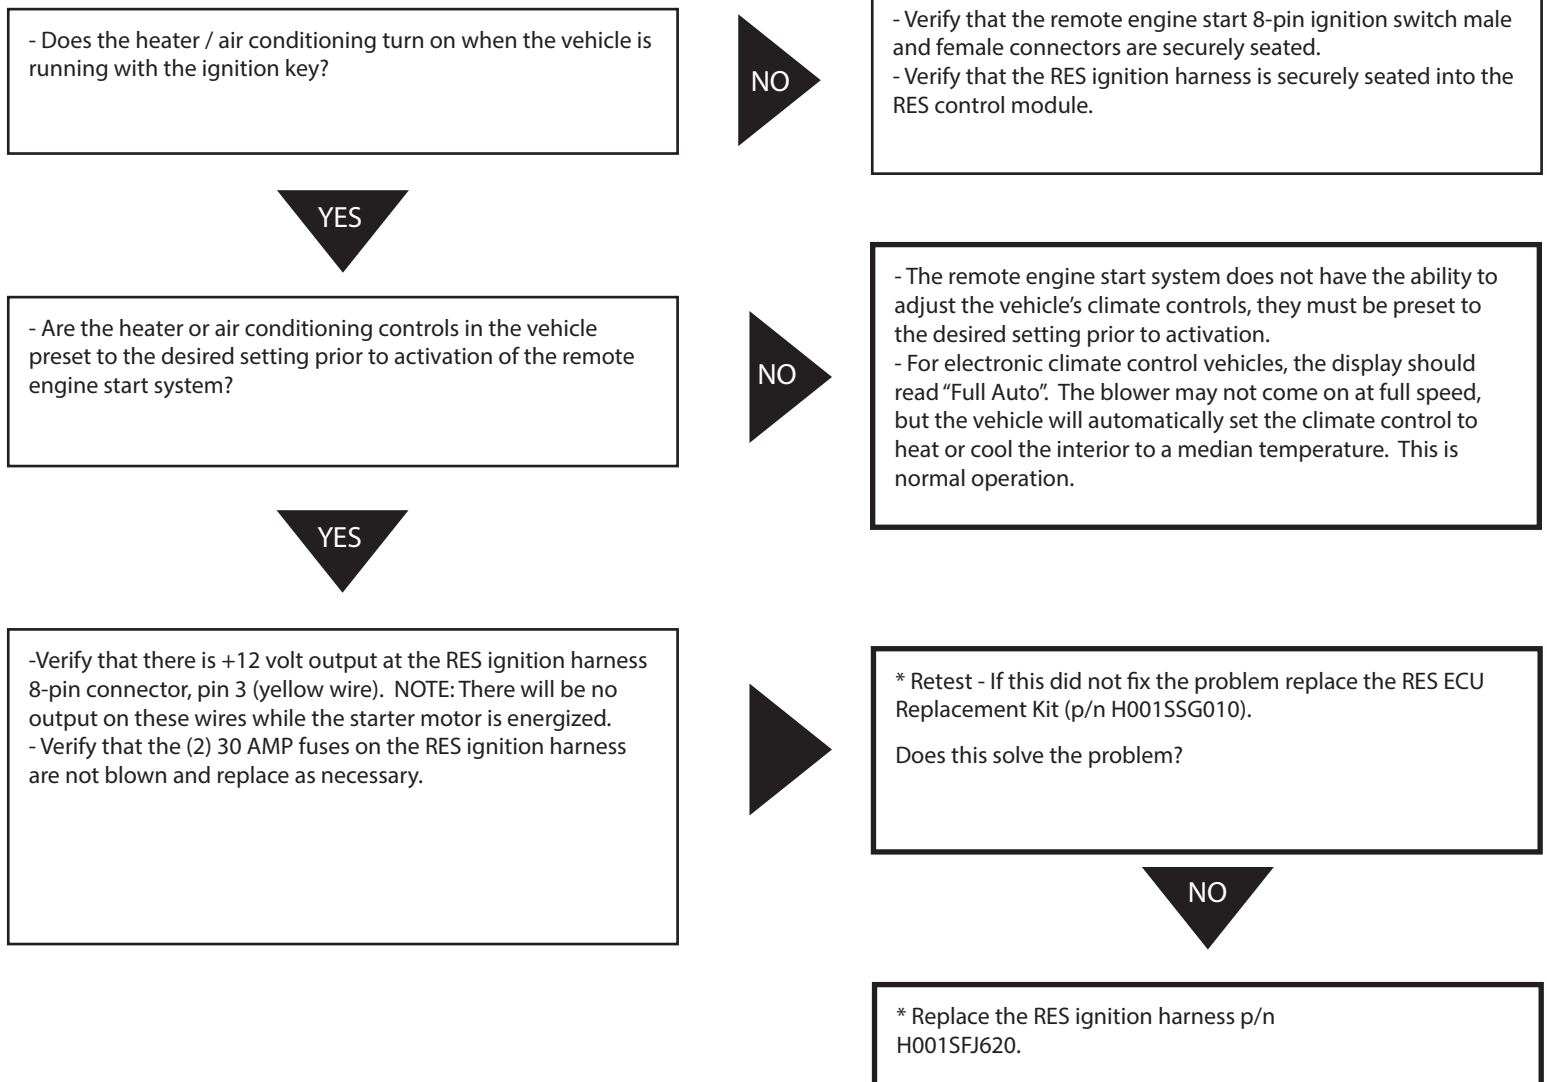 - Does the heater / air conditioning turn on when the vehicle is
running with the ignition key?
NO
- Verify that the remote engine start 8-pin ignition switch male
and female connectors are securely seated.
- Verify that the RES ignition harness is securely seated into the
RES control module.
YES
- Are the heater or air conditioning controls in the vehicle
preset to the desired setting prior to activation of the remote
engine start system?
NO
- The remote engine start system does not have the ability to
adjust the vehicle's climate controls, they must be preset to
the desired setting prior to activation.
- For electronic climate control vehicles, the display should
read "Full Auto".  The blower may not come on at full speed,
but the vehicle will automatically set the climate control to
heat or cool the interior to a median temperature.  This is
normal operation.
YES
-Verify that there is +12 volt output at the RES ignition harness
8-pin connector, pin 3 (yellow wire).  NOTE: There will be no
output on these wires while the starter motor is energized.
- Verify that the (2) 30 AMP fuses on the RES ignition harness
are not blown and replace as necessary.
* Retest - If this did not fix the problem replace the RES ECU
Replacement Kit (p/n H001SSG010).
Does this solve the problem?
NO
* Replace the RES ignition harness p/n
H001SFJ620.